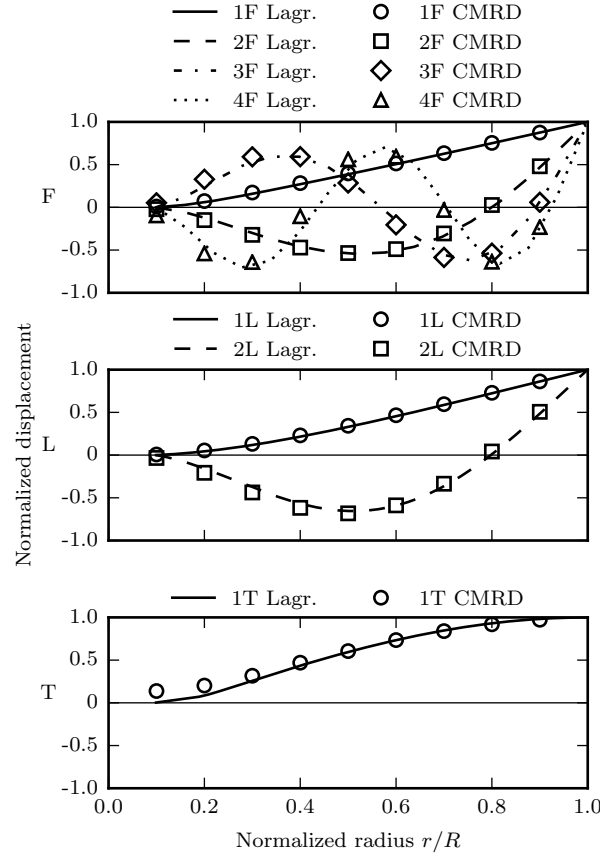 1F Lagr. 1F CMRD
2F Lagr. 2F CMRD
3F Lagr. 3F CMRD
4F Lagr. 4F CMRD
1.0
0.5
0
-0.5
-1.0
F
1L Lagr. 1L CMRD
2L Lagr. 2L CMRD
1.0
0.5
0
-0.5
-1.0
L
Normalized displacement
1T Lagr. 1T CMRD
1.0
0.5
0
-0.5
-1.0
T
0.0 0.2 0.4 0.6 0.8 1.0
Normalized radius r/R